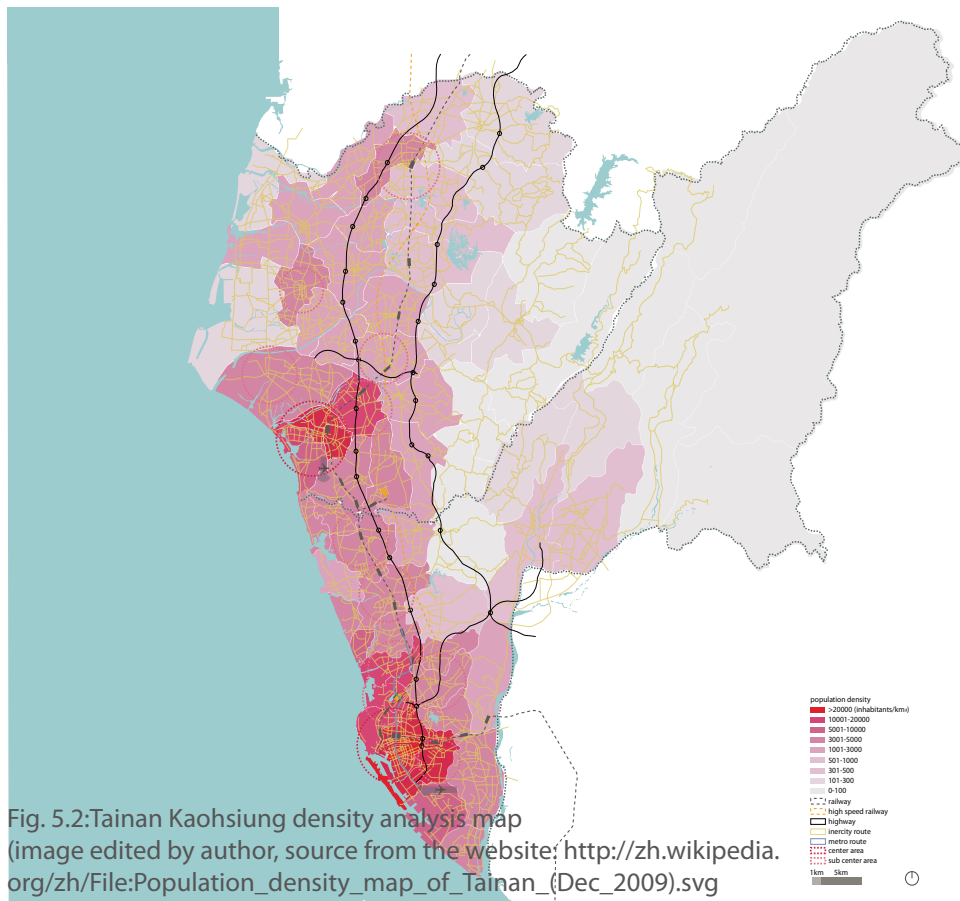 population density
>20000 (inhabitants/km²)
10001-20000
5001-10000
3001-5000
1001-3000
501-1000
301-500
101-300
0-100
railway
high speed railway
highway
inercity route
metro route
center area
sub center area
1km 5km
Fig. 5.2:Tainan Kaohsiung density analysis map
(image edited by author, source from the website: http://zh.wikipedia.
org/zh/File:Population_density_map_of_Tainan_(Dec_2009).svg